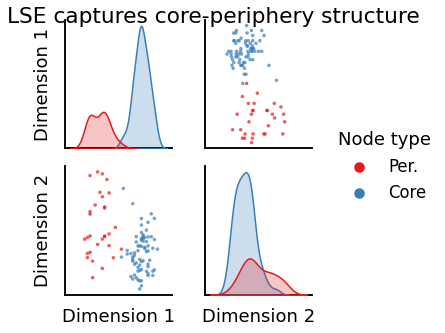 LSE captures core-periphery structure
Dimension 1
Node type
Per.
Core
Dimension 2
Dimension 1
Dimension 2